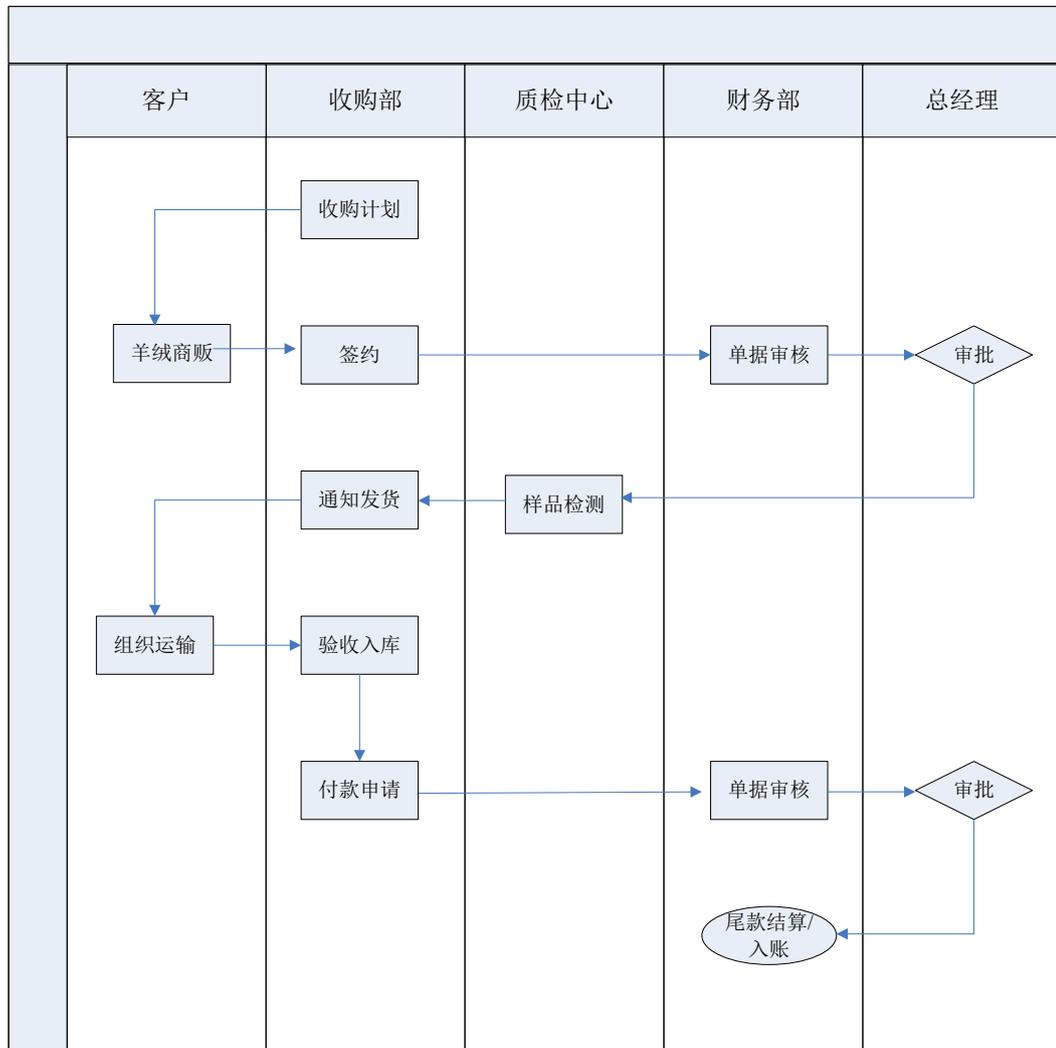 客户
收购部
质检中心
财务部
总经理
收购计划
羊绒商贩
签约
单据审核
审批
通知发货
样品检测
组织运输
验收入库
付款申请
单据审核
审批
尾款结算/
入账